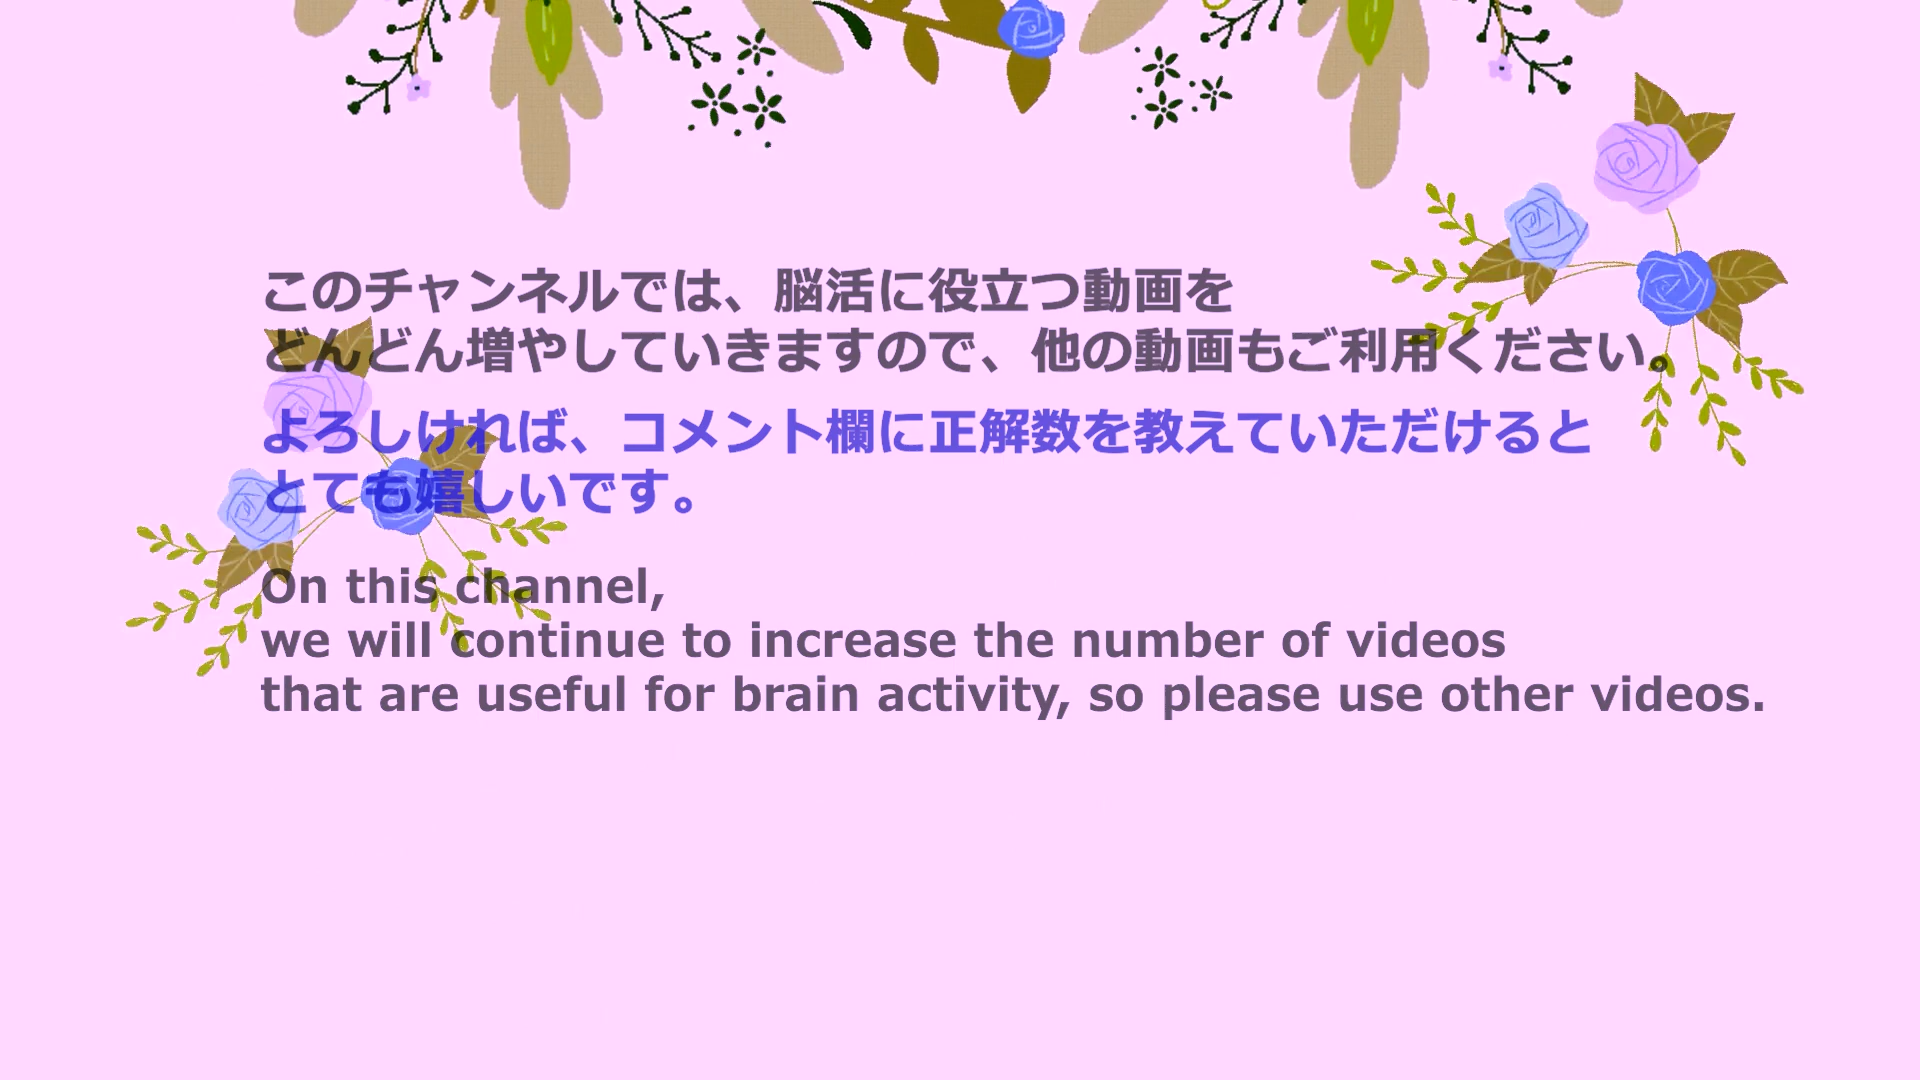 このチャンネルでは、脳活に役立つ動画を
どんどん増やしていきますので、他の動画もご利用ください。
よろしければ、コメント欄に正解数を教えていただけると
とても嬉しいです。
On this channel,
we will continue to increase the number of videos
that are useful for brain activity, so please use other videos.